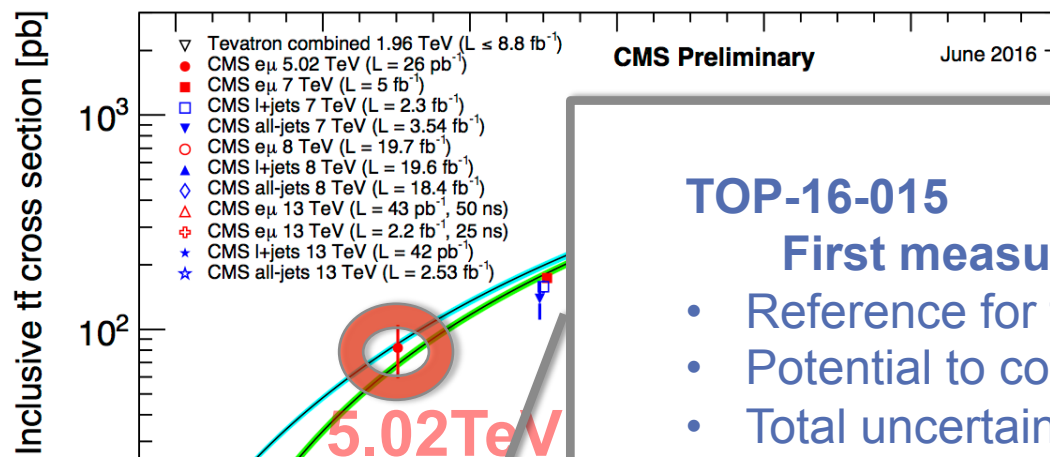 Inclusive tt̄ cross section [pb]
10³
10²
Tevatron combined 1.96 TeV (L ≤ 8.8 fb⁻¹)
CMS eμ 5.02 TeV (L = 26 pb⁻¹)
CMS eμ 7 TeV (L = 5 fb⁻¹)
CMS l+jets 7 TeV (L = 2.3 fb⁻¹)
CMS all-jets 7 TeV (L = 3.54 fb⁻¹)
CMS eμ 8 TeV (L = 19.7 fb⁻¹)
CMS l+jets 8 TeV (L = 19.6 fb⁻¹)
CMS all-jets 8 TeV (L = 18.4 fb⁻¹)
CMS eμ 13 TeV (L = 43 pb⁻¹, 50 ns)
CMS eμ 13 TeV (L = 2.2 fb⁻¹, 25 ns)
CMS l+jets 13 TeV (L = 42 pb⁻¹)
CMS all-jets 13 TeV (L = 2.53 fb⁻¹)
CMS Preliminary
June 2016
5.02TeV
TOP-16-015
First measu
• Reference for
• Potential to co
• Total uncertain